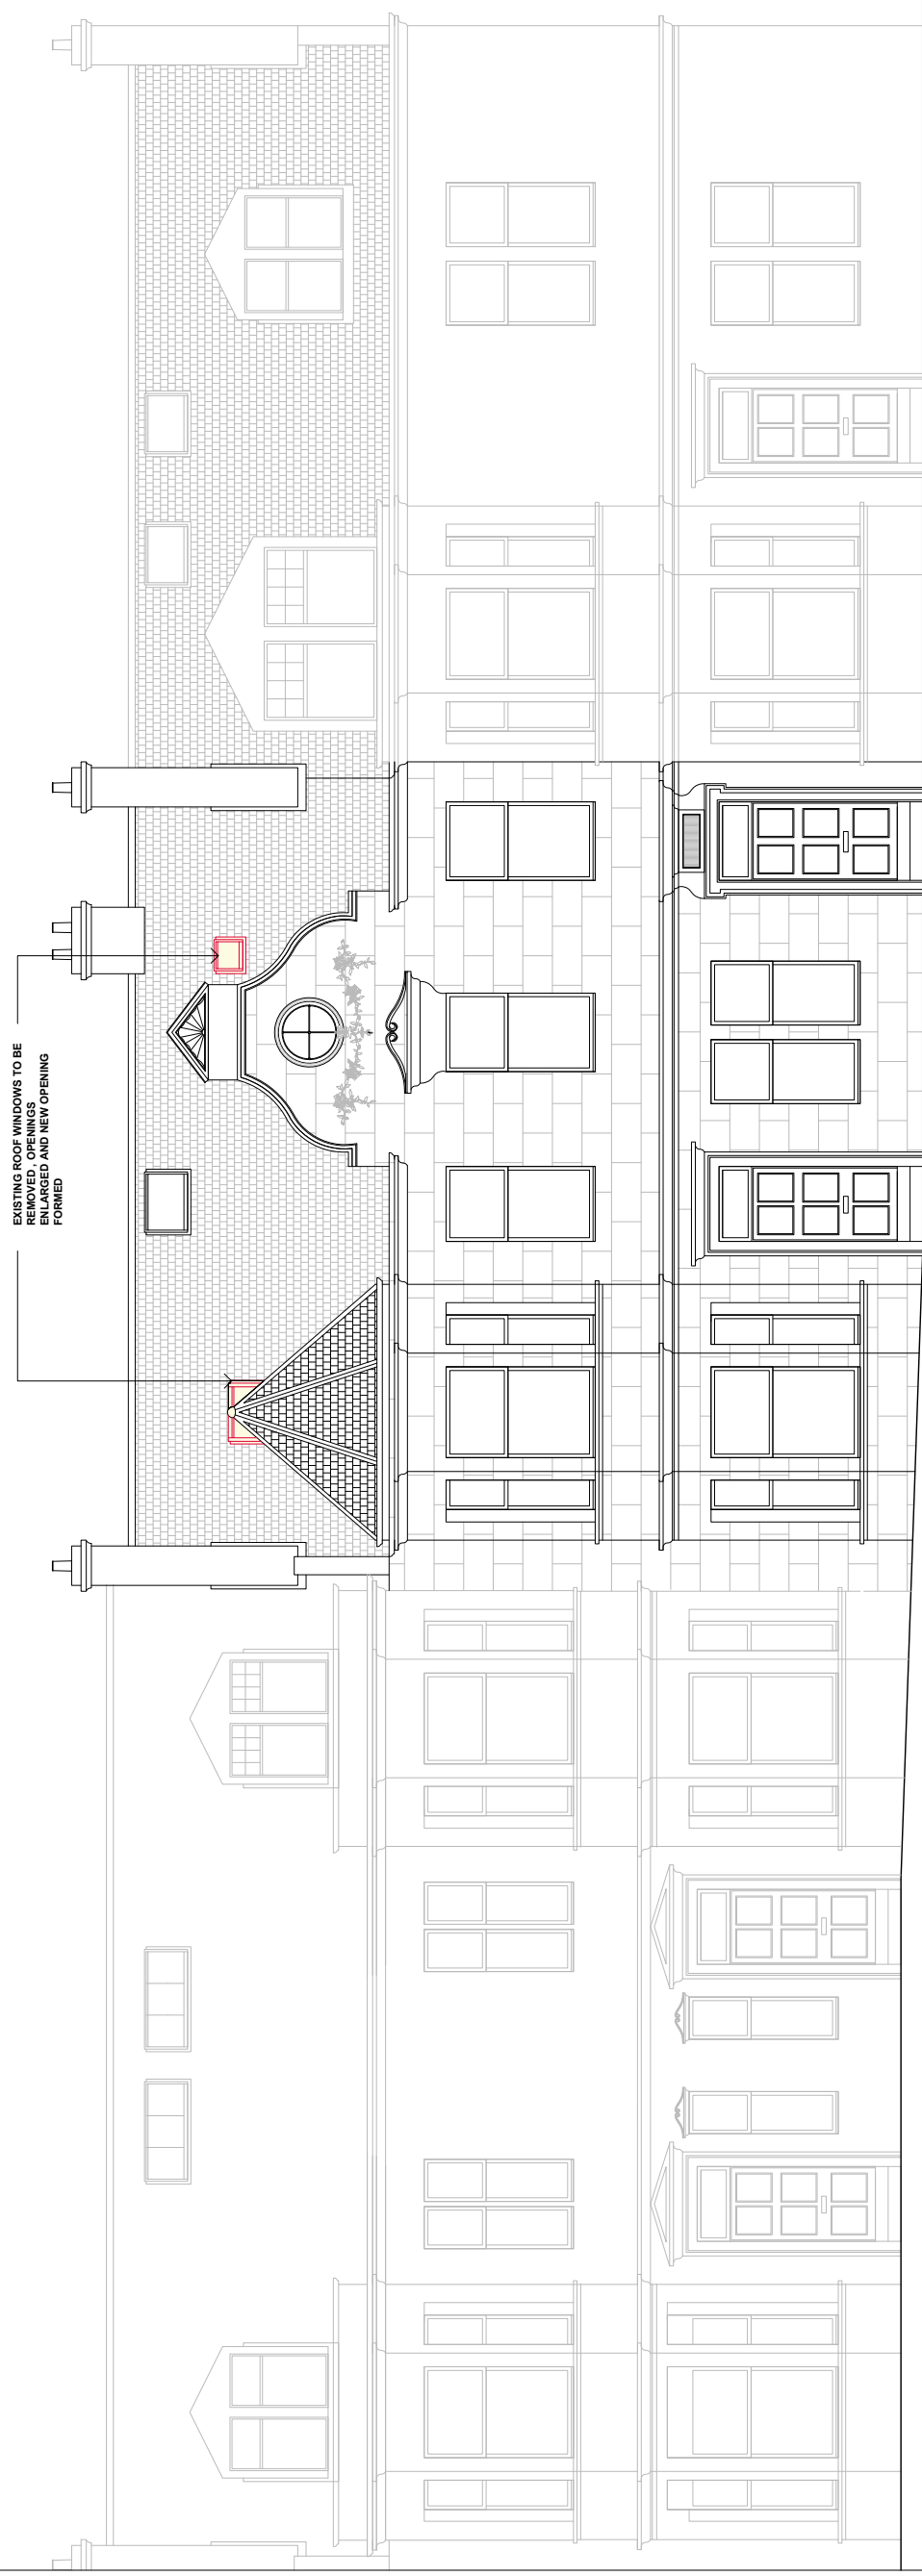 EXISTING ROOF WINDOWS TO BE
REMOVED , OPENINGS
ENLARGED AND NEW OPENING
FORMED